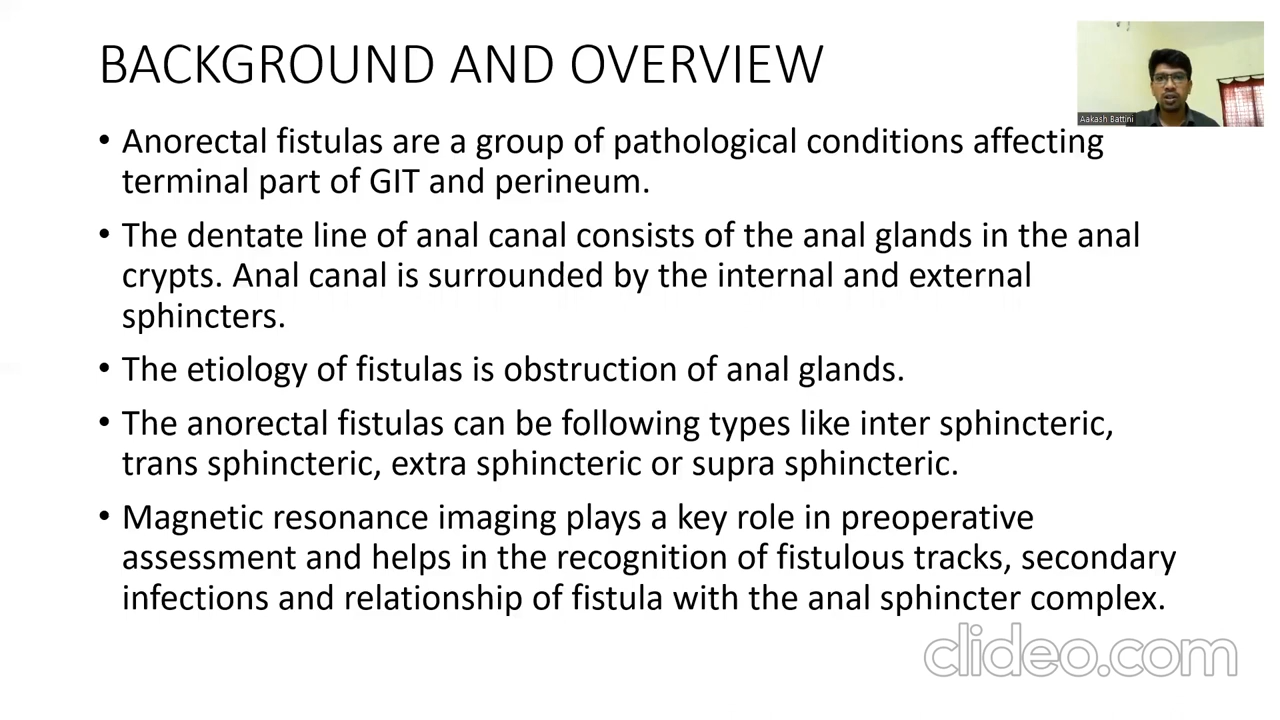 BACKGROUND AND OVERVIEW
Aakash Battini
• Anorectal fistulas are a group of pathological conditions affecting
terminal part of GIT and perineum.
• The dentate line of anal canal consists of the anal glands in the anal
crypts. Anal canal is surrounded by the internal and external
sphincters.
• The etiology of fistulas is obstruction of anal glands.
• The anorectal fistulas can be following types like inter sphincteric,
trans sphincteric, extra sphincteric or supra sphincteric.
• Magnetic resonance imaging plays a key role in preoperative
assessment and helps in the recognition of fistulous tracks, secondary
infections and relationship of fistula with the anal sphincter complex.
clideo.com